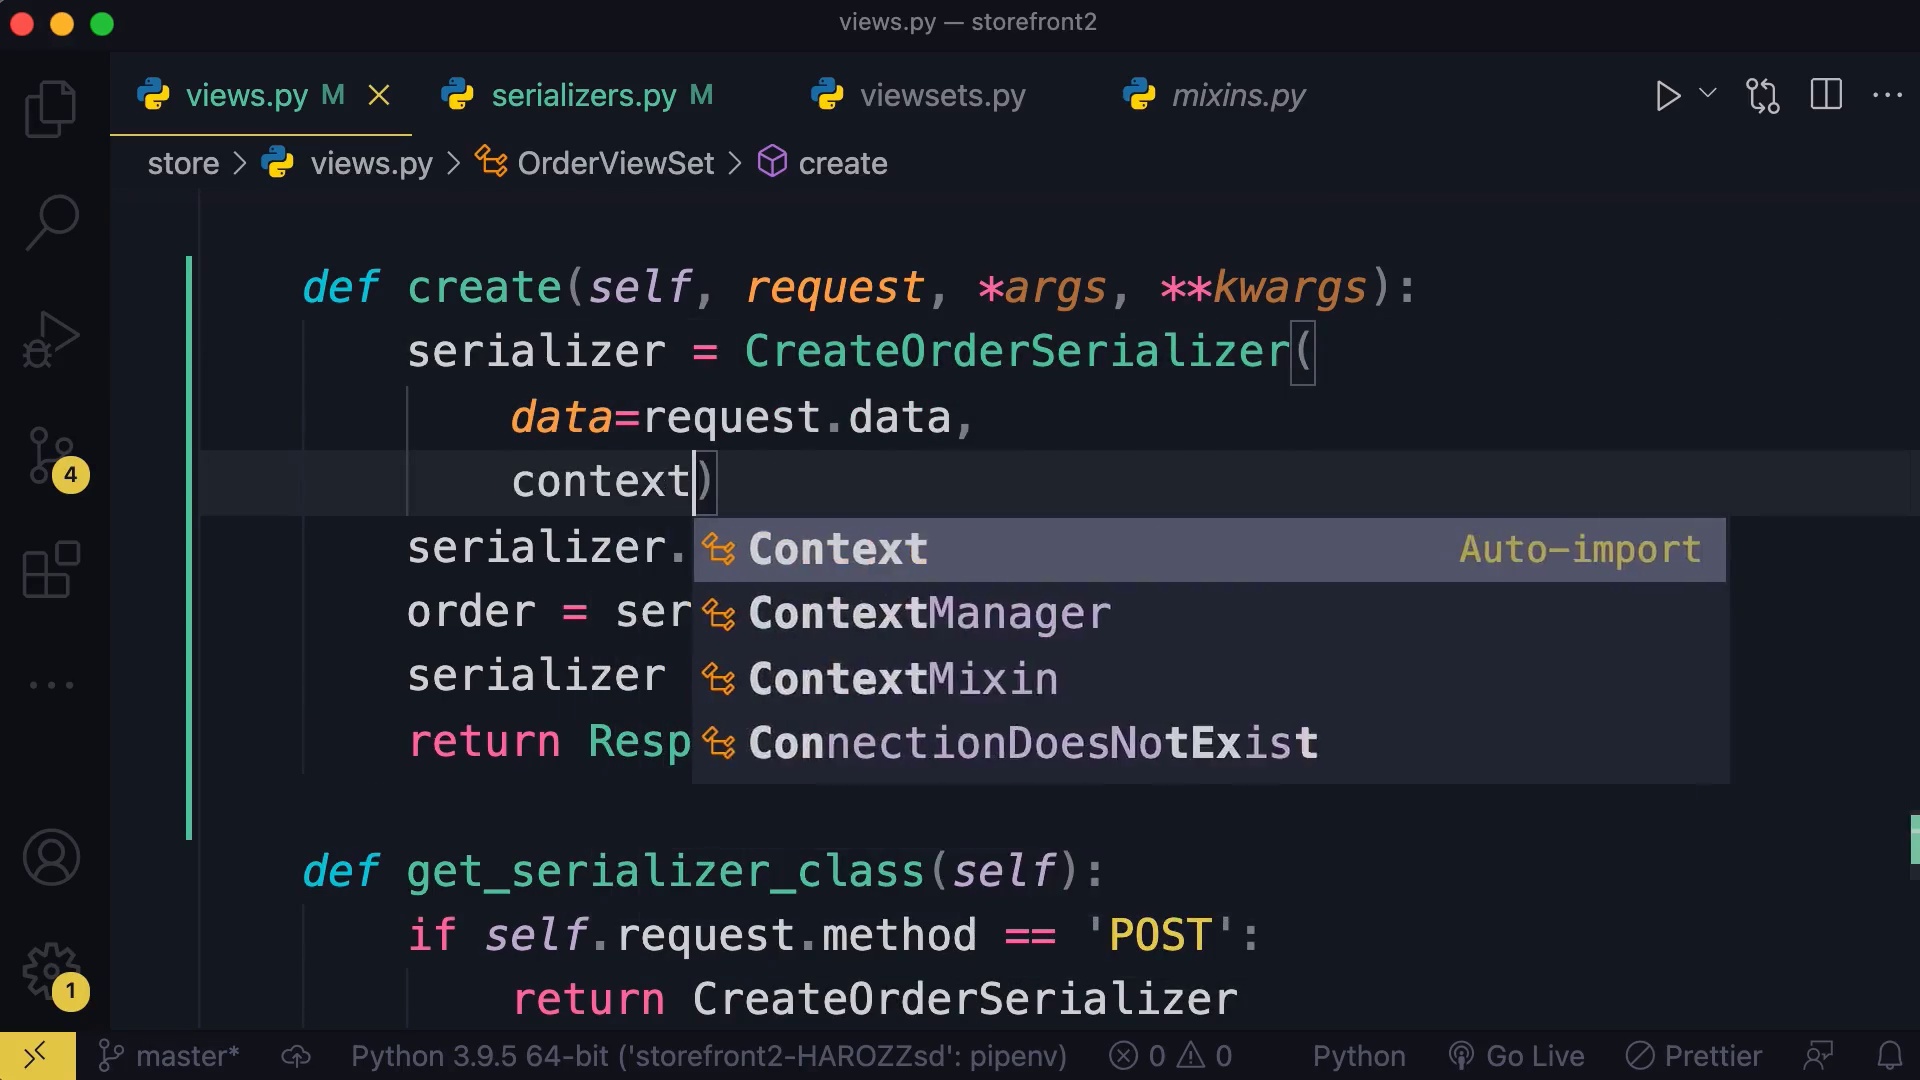 views.py — storefront2
views.py M serializers.py M viewsets.py mixins.py
store > views.py > OrderViewSet > create
def create(self, request, *args, **kwargs):
serializer = CreateOrderSerializer(
data=request.data,
context)
serializer.
Context Auto-import
order = ser
ContextManager
serializer
ContextMixin
return Resp
ConnectionDoesNotExist
def get_serializer_class(self):
if self.request.method == 'POST':
return CreateOrderSerializer
4
1
master* Python 3.9.5 64-bit ('storefront2-HAROZZsd': pipenv) 0 0 Python Go Live Prettier